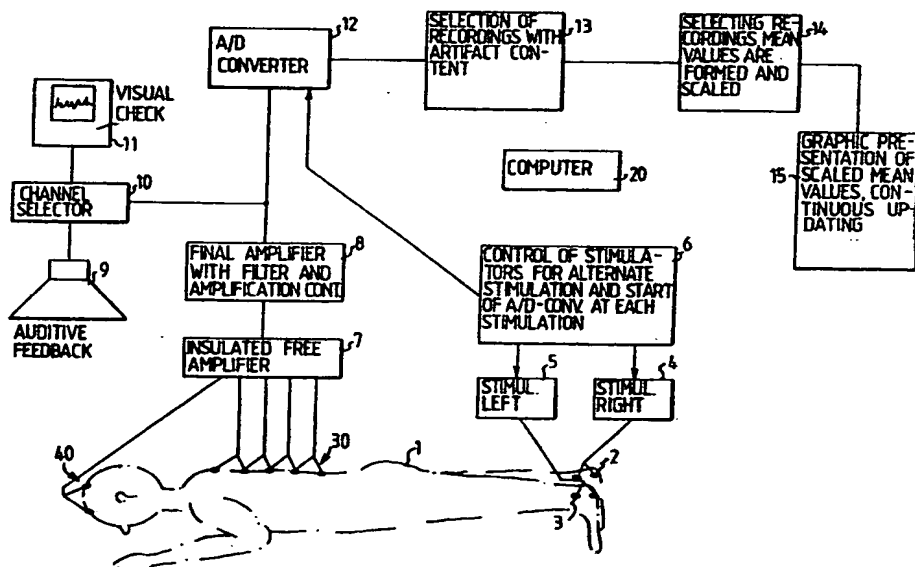 12
A/D
CONVERTER
SELECTION OF
RECORDINGS WITH
ARTIFACT CON-
TENT
13
SELECTING RE-
CORDINGS, MEAN
VALUES ARE
FORMED AND
SCALED
14
VISUAL
CHECK
11
10
CHANNEL
SELECTOR
9
AUDITIVE
FEEDBACK
COMPUTER
20
15
GRAPHIC PRE-
SENTATION OF
SCALED MEAN
VALUES, CON-
TINUOUS UP-
DATING
8
FINAL AMPLIFIER
WITH FILTER AND
AMPLIFICATION CONT.
7
INSULATED FREE
AMPLIFIER
6
CONTROL OF STIMULA-
TORS FOR ALTERNATE
STIMULATION AND START
OF A/D-CONV. AT EACH
STIMULATION
5
STIMUL.
LEFT
4
STIMUL.
RIGHT
40
30
1
2
3